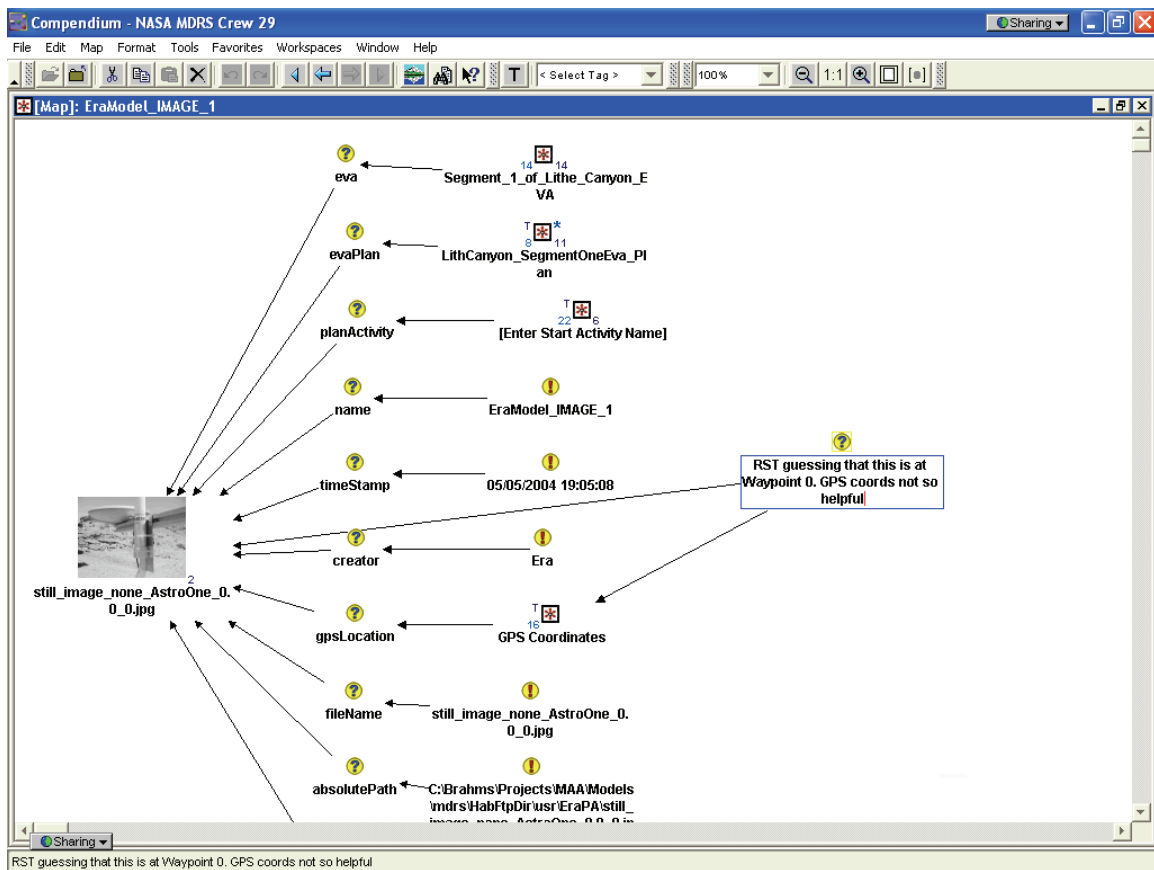 Compendium - NASA MDRS Crew 29
Sharing
File Edit Map Format Tools Favorites Workspaces Window Help
T
< Select Tag >
100%
1:1
[Map]: EraModel_IMAGE_1
?
eva
14 14
Segment_1_of_Lithe_Canyon_E
VA
?
evaPlan
T *
8 11
LithCanyon_SegmentOneEva_Pl
an
?
planActivity
T
22 6
[Enter Start Activity Name]
?
name
!
EraModel_IMAGE_1
?
timeStamp
!
05/05/2004 19:05:08
?
RST guessing that this is at
Waypoint 0. GPS coords not so
helpful
2
still_image_none_AstroOne_0.
0_0.jpg
?
creator
!
Era
?
gpsLocation
T
16
GPS Coordinates
?
fileName
!
still_image_none_AstroOne_0.
0_0.jpg
?
absolutePath
!
C:\Brahms\Projects\MAA\Models
\mdrs\HabFtpDir\usr\EraPA\still_
Sharing
RST guessing that this is at Waypoint 0. GPS coords not so helpful